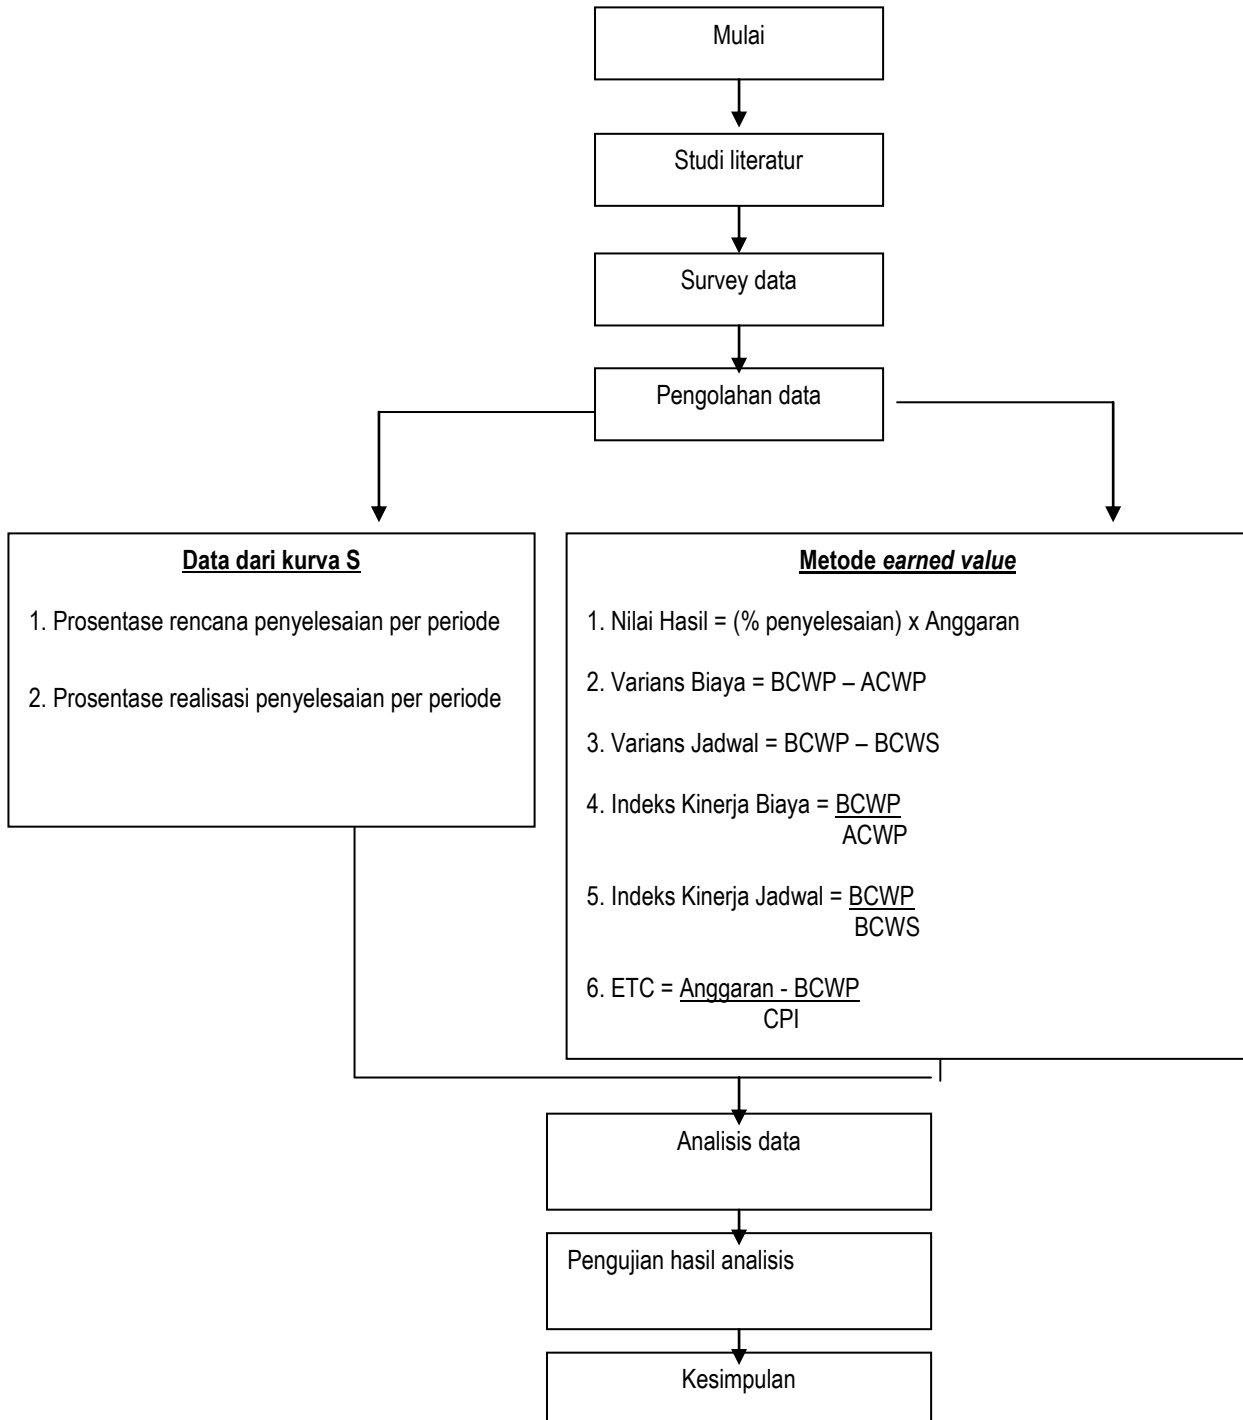 Mulai
Studi literatur
Survey data
Pengolahan data
Data dari kurva S
1. Prosentase rencana penyelesaian per periode
2. Prosentase realisasi penyelesaian per periode
Metode earned value
1. Nilai Hasil = (% penyelesaian) x Anggaran
2. Varians Biaya = BCWP – ACWP
3. Varians Jadwal = BCWP – BCWS
4. Indeks Kinerja Biaya = BCWP
ACWP
5. Indeks Kinerja Jadwal = BCWP
BCWS
6. ETC = Anggaran - BCWP
CPI
Analisis data
Pengujian hasil analisis
Kesimpulan